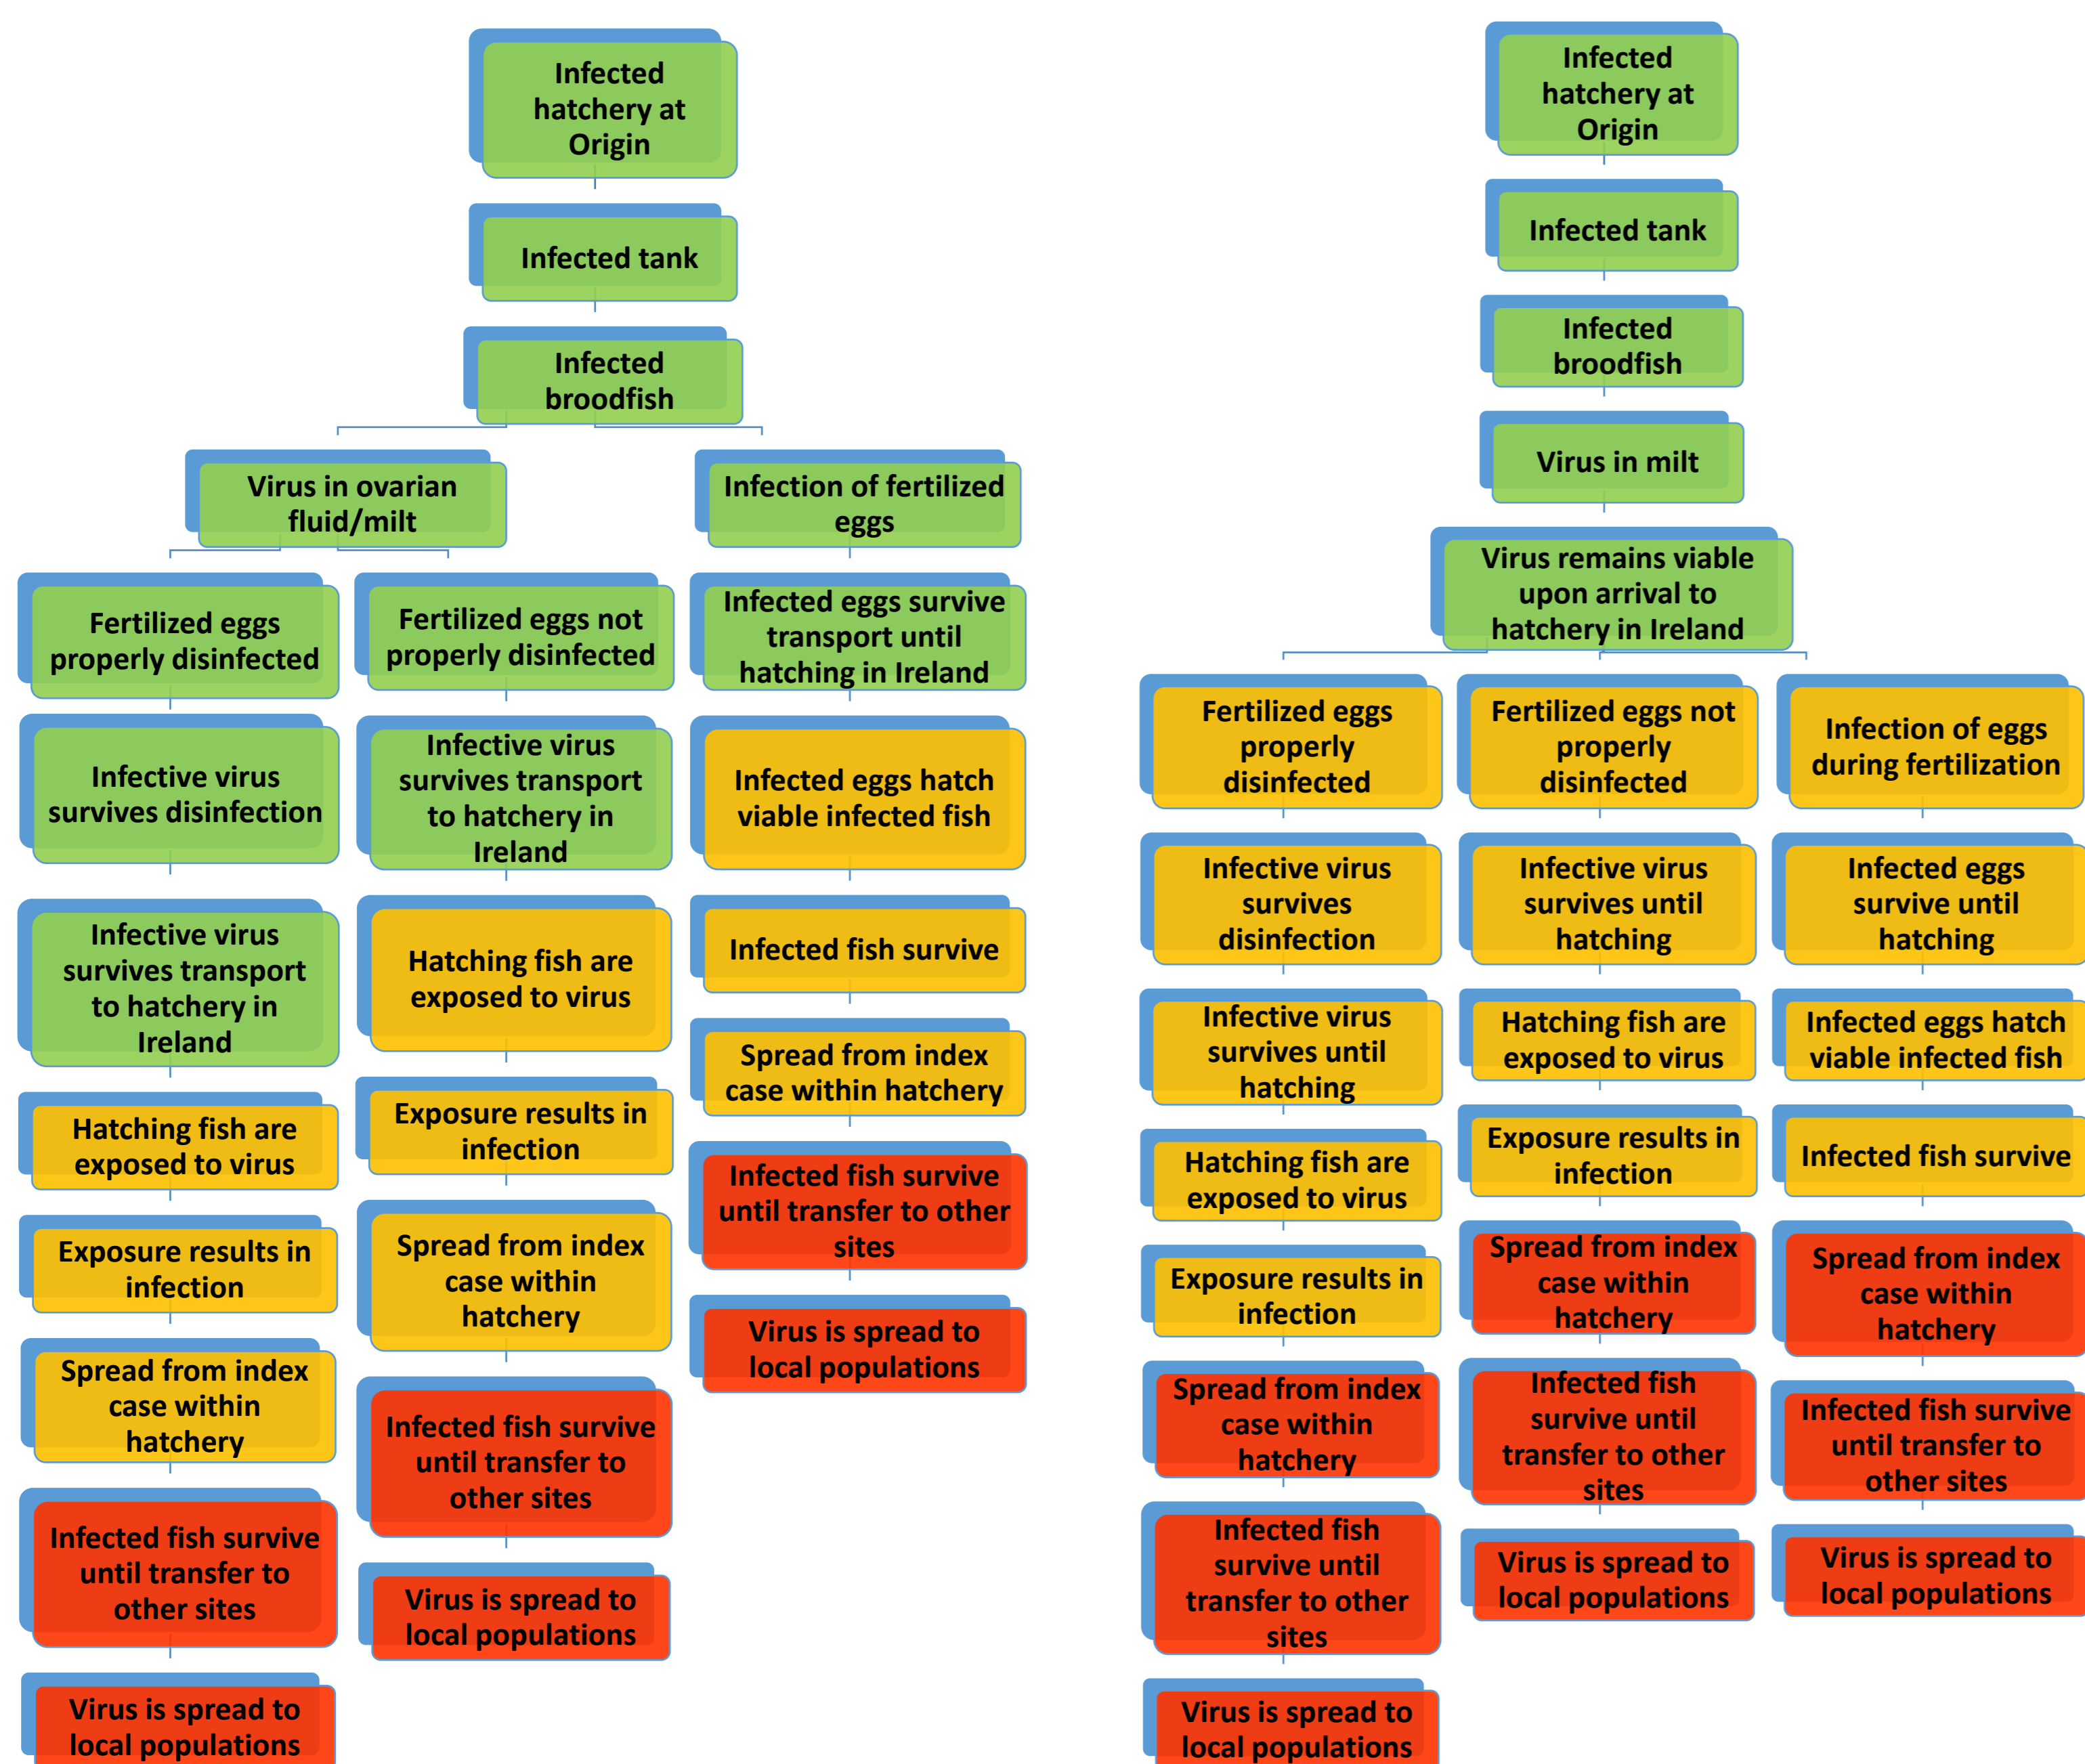 Infected
hatchery at
Origin
Infected tank
Infected
broodfish
Virus in ovarian
fluid/milt
Infection of fertilized
eggs
Fertilized eggs
properly disinfected
Infective virus
survives disinfection
Infective virus
survives transport
to hatchery in
Ireland
Hatching fish are
exposed to virus
Exposure results in
infection
Spread from index
case within
hatchery
Infected fish survive
until transfer to
other sites
Virus is spread to
local populations
Fertilized eggs not
properly disinfected
Infective virus
survives transport
to hatchery in
Ireland
Hatching fish are
exposed to virus
Exposure results in
infection
Spread from index
case within
hatchery
Infected fish survive
until transfer to
other sites
Virus is spread to
local populations
Infected eggs survive
transport until
hatching in Ireland
Infected eggs hatch
viable infected fish
Infected fish survive
Spread from index
case within hatchery
Infected fish survive
until transfer to other
sites
Virus is spread to
local populations
Infected
hatchery at
Origin
Infected tank
Infected
broodfish
Virus in milt
Virus remains viable
upon arrival to
hatchery in Ireland
Fertilized eggs
properly
disinfected
Infective virus
survives
disinfection
Infective virus
survives until
hatching
Hatching fish are
exposed to virus
Exposure results in
infection
Spread from index
case within
hatchery
Infected fish
survive until
transfer to other
sites
Virus is spread to
local populations
Fertilized eggs not
properly
disinfected
Infective virus
survives until
hatching
Hatching fish are
exposed to virus
Exposure results in
infection
Spread from index
case within
hatchery
Infected fish
survive until
transfer to other
sites
Virus is spread to
local populations
Infection of eggs
during fertilization
Infected eggs
survive until
hatching
Infected eggs hatch
viable infected fish
Infected fish survive
Spread from index
case within
hatchery
Infected fish survive
until transfer to
other sites
Virus is spread to
local populations